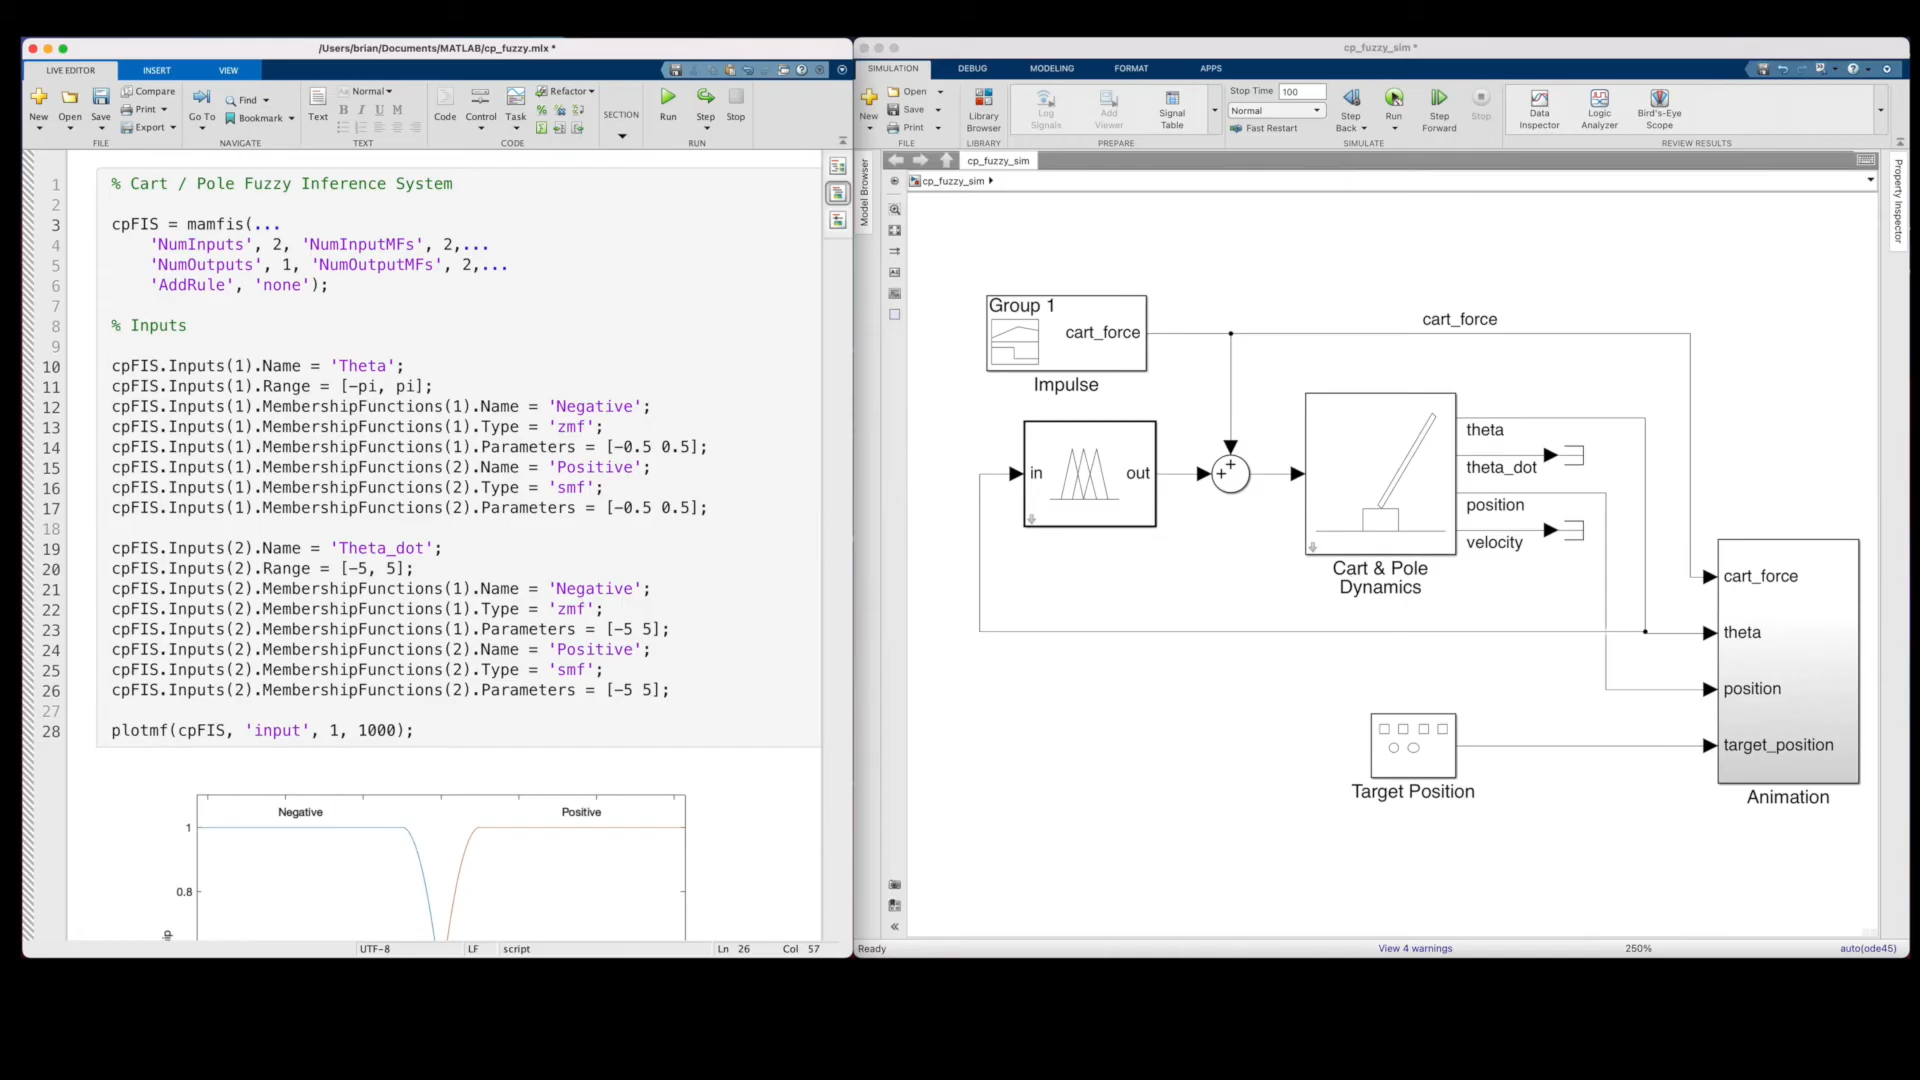 /Users/brian/Documents/MATLAB/cp_fuzzy.mlx *
LIVE EDITOR INSERT VIEW
New Open Save Compare Print Export
FILE
Go To Find Bookmark
NAVIGATE
Text Normal B I U M
TEXT
Code Control Task Refactor
CODE
SECTION
Run Step Stop
RUN
1 % Cart / Pole Fuzzy Inference System
2
3 cpFIS = mamfis(...
4 'NumInputs', 2, 'NumInputMFs', 2,...
5 'NumOutputs', 1, 'NumOutputMFs', 2,...
6 'AddRule', 'none');
7
8 % Inputs
9
10 cpFIS.Inputs(1).Name = 'Theta';
11 cpFIS.Inputs(1).Range = [-pi, pi];
12 cpFIS.Inputs(1).MembershipFunctions(1).Name = 'Negative';
13 cpFIS.Inputs(1).MembershipFunctions(1).Type = 'zmf';
14 cpFIS.Inputs(1).MembershipFunctions(1).Parameters = [-0.5 0.5];
15 cpFIS.Inputs(1).MembershipFunctions(2).Name = 'Positive';
16 cpFIS.Inputs(1).MembershipFunctions(2).Type = 'smf';
17 cpFIS.Inputs(1).MembershipFunctions(2).Parameters = [-0.5 0.5];
18
19 cpFIS.Inputs(2).Name = 'Theta_dot';
20 cpFIS.Inputs(2).Range = [-5, 5];
21 cpFIS.Inputs(2).MembershipFunctions(1).Name = 'Negative';
22 cpFIS.Inputs(2).MembershipFunctions(1).Type = 'zmf';
23 cpFIS.Inputs(2).MembershipFunctions(1).Parameters = [-5 5];
24 cpFIS.Inputs(2).MembershipFunctions(2).Name = 'Positive';
25 cpFIS.Inputs(2).MembershipFunctions(2).Type = 'smf';
26 cpFIS.Inputs(2).MembershipFunctions(2).Parameters = [-5 5];
27
28 plotmf(cpFIS, 'input', 1, 1000);
Negative Positive
1
0.8
UTF-8 LF script Ln 26 Col 57
cp_fuzzy_sim *
SIMULATION DEBUG MODELING FORMAT APPS
New Open Save Print
FILE
Library Browser
LIBRARY
Log Signals Add Viewer Signal Table
PREPARE
Stop Time 100
Normal
Fast Restart
Step Back Run Step Forward Stop
SIMULATE
Data Inspector Logic Analyzer Bird's-Eye Scope
REVIEW RESULTS
Model Browser
Property Inspector
cp_fuzzy_sim
cp_fuzzy_sim
Group 1
cart_force
Impulse
cart_force
in out
+ +
theta
theta_dot
position
velocity
Cart & Pole
Dynamics
cart_force
theta
position
target_position
Animation
Target Position
Ready View 4 warnings 250% auto(ode45)